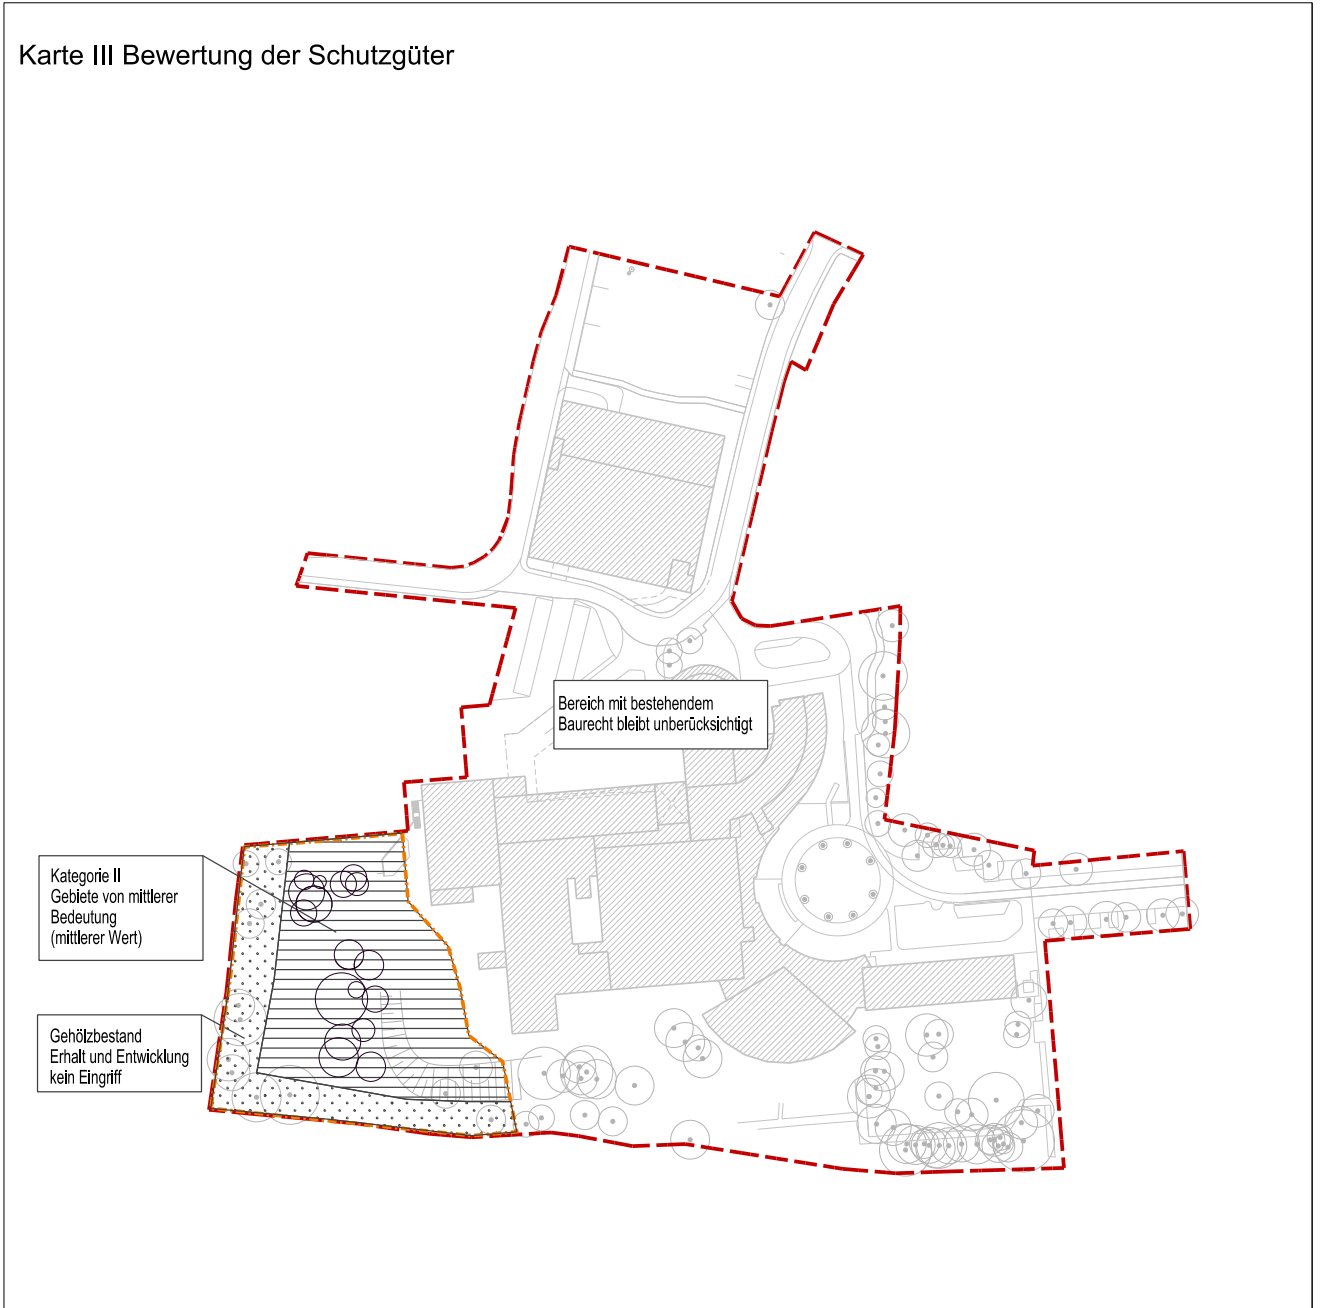 Karte III Bewertung der Schutzgüter
Bereich mit bestehendem
Baurecht bleibt unberücksichtigt
Kategorie II
Gebiete von mittlerer
Bedeutung
(mittlerer Wert)
Gehölzbestand
Erhalt und Entwicklung
kein Eingriff